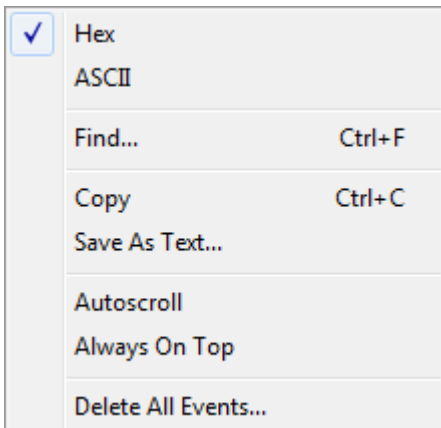 Hex
ASCII
Find... Ctrl+F
Copy Ctrl+C
Save As Text...
Autoscroll
Always On Top
Delete All Events...